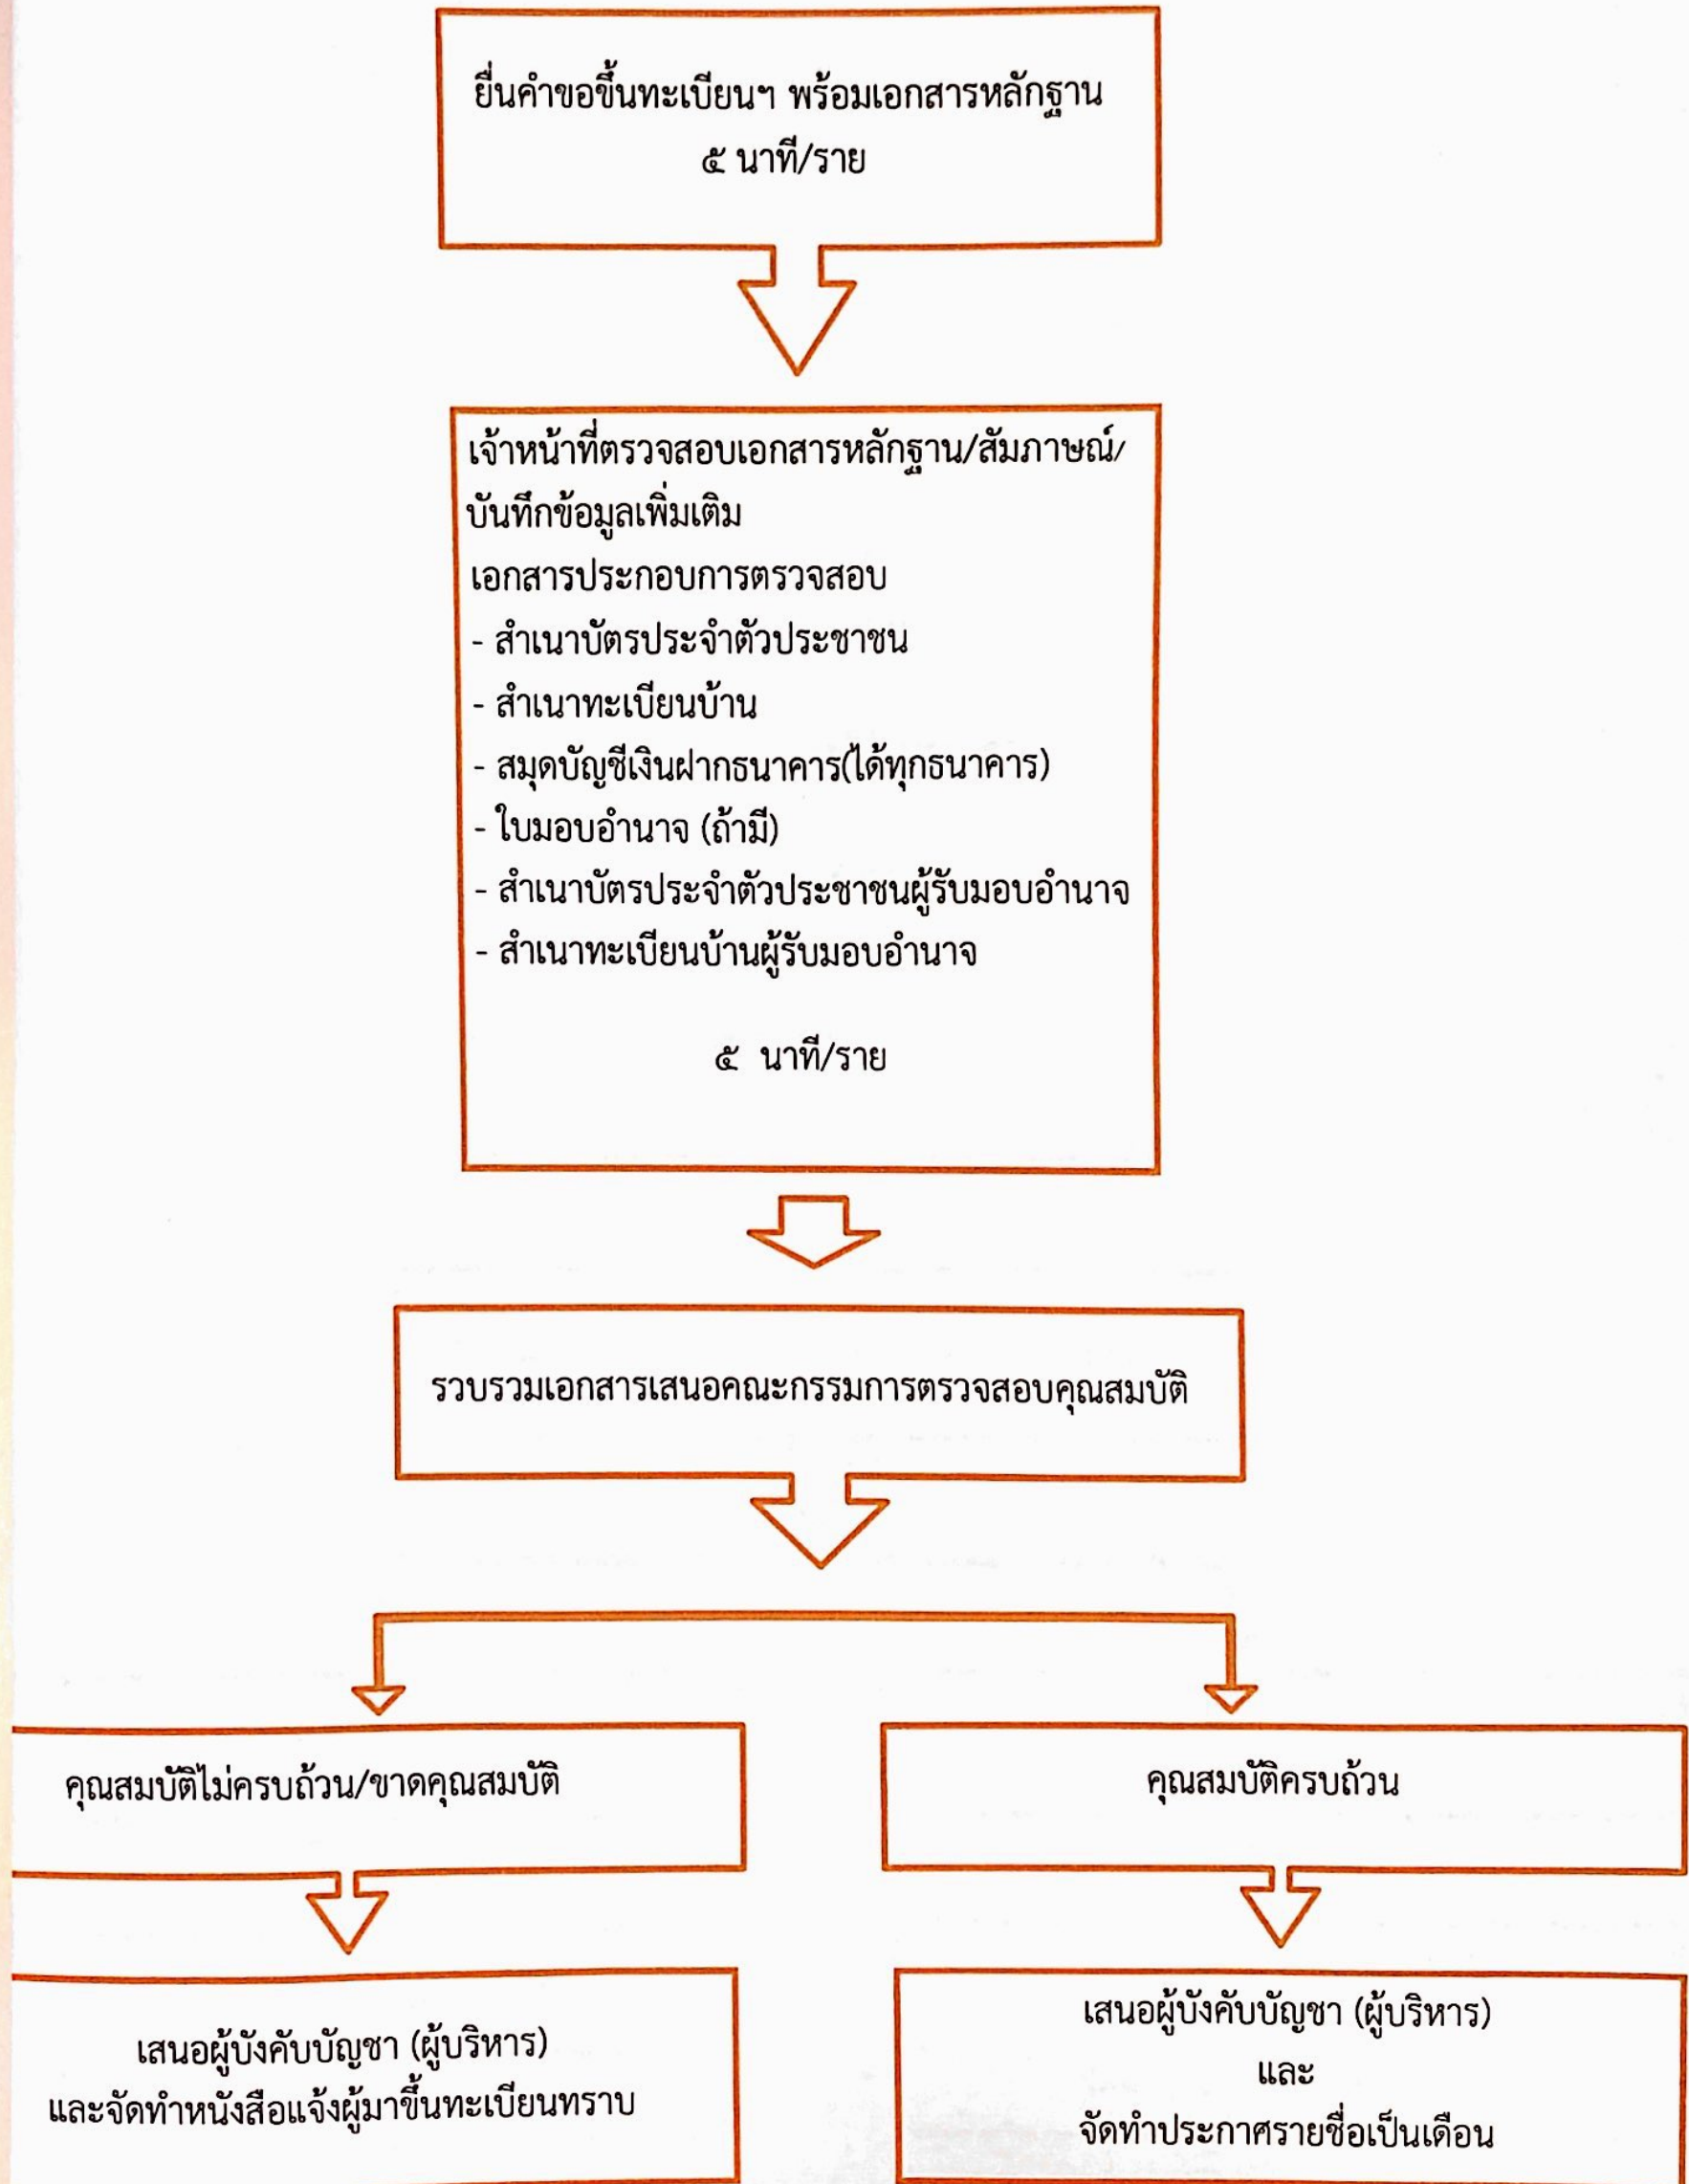 ยื่นคำขอขึ้นทะเบียนฯ พร้อมเอกสารหลักฐาน
๕ นาที/ราย
เจ้าหน้าที่ตรวจสอบเอกสารหลักฐาน/สัมภาษณ์/
บันทึกข้อมูลเพิ่มเติม
เอกสารประกอบการตรวจสอบ
- สำเนาบัตรประจำตัวประชาชน
- สำเนาทะเบียนบ้าน
- สมุดบัญชีเงินฝากธนาคาร(ได้ทุกธนาคาร)
- ใบมอบอำนาจ (ถ้ามี)
- สำเนาบัตรประจำตัวประชาชนผู้รับมอบอำนาจ
- สำเนาทะเบียนบ้านผู้รับมอบอำนาจ
๕ นาที/ราย
รวบรวมเอกสารเสนอคณะกรรมการตรวจสอบคุณสมบัติ
คุณสมบัติไม่ครบถ้วน/ขาดคุณสมบัติ
คุณสมบัติครบถ้วน
เสนอผู้บังคับบัญชา (ผู้บริหาร)
และจัดทำหนังสือแจ้งผู้มาขึ้นทะเบียนทราบ
เสนอผู้บังคับบัญชา (ผู้บริหาร)
และ
จัดทำประกาศรายชื่อเป็นเดือน